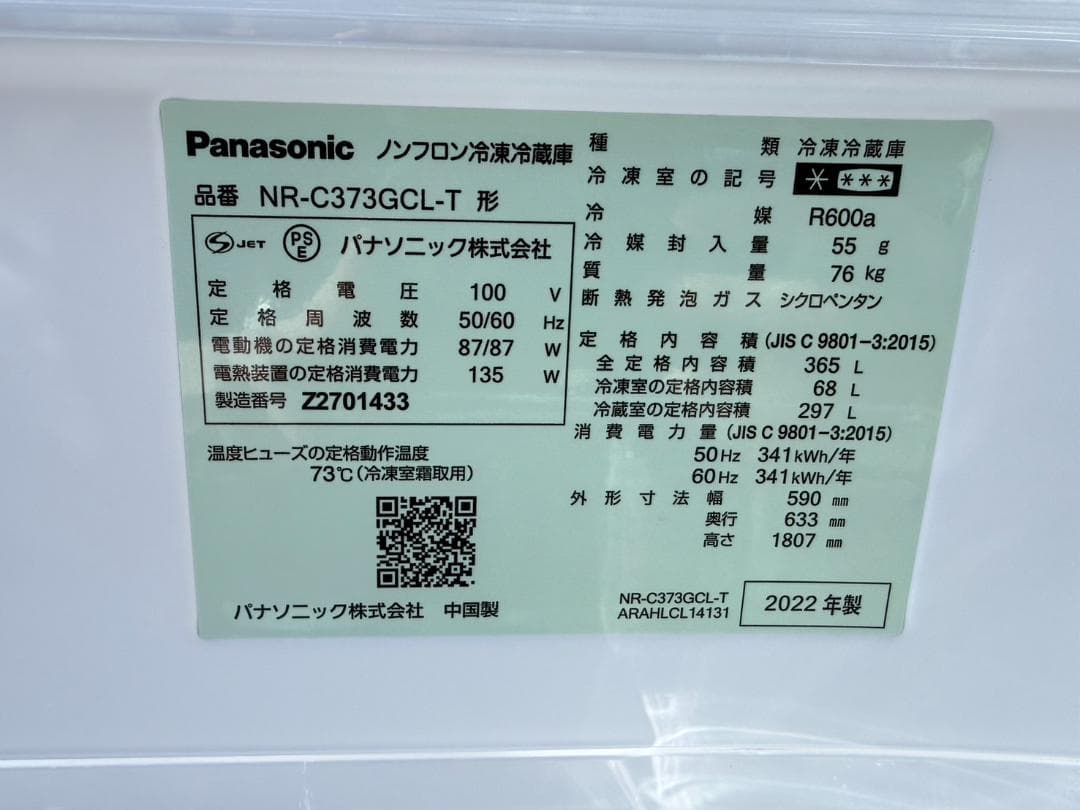 Panasonic ノンフロン冷凍冷蔵庫
品番 NR-C373GCL-T 形
S JET PSE パナソニック株式会社
定格電圧 100 V
定格周波数 50/60 Hz
電動機の定格消費電力 87/87 W
電熱装置の定格消費電力 135 W
製造番号 Z2701433
温度ヒューズの定格動作温度
73℃(冷凍室霜取用)
パナソニック株式会社 中国製
種類 冷凍冷蔵庫
冷凍室の記号 * ***
冷媒 R600a
冷媒封入量 55 g
質量 76 kg
断熱発泡ガス シクロペンタン
定格内容積 (JIS C 9801-3:2015)
全定格内容積 365 L
冷凍室の定格内容積 68 L
冷蔵室の定格内容積 297 L
消費電力量 (JIS C 9801-3:2015)
50Hz 341kWh/年
60Hz 341kWh/年
外形寸法 幅 590 mm
奥行 633 mm
高さ 1807 mm
NR-C373GCL-T
ARAHLCL14131
2022年製